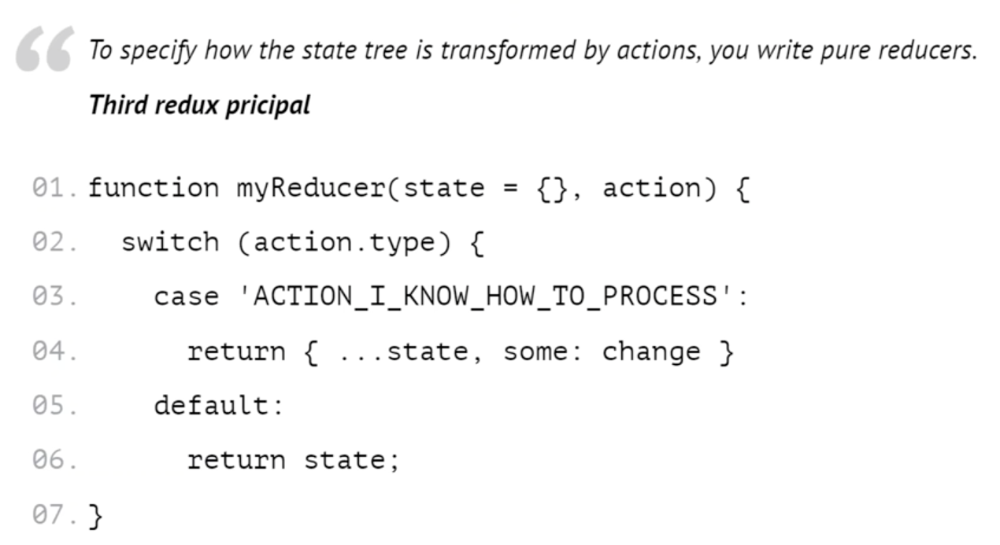 “ To specify how the state tree is transformed by actions, you write pure reducers.
Third redux pricipal
01. function myReducer(state = {}, action) {
02.   switch (action.type) {
03.     case 'ACTION_I_KNOW_HOW_TO_PROCESS':
04.       return { ...state, some: change }
05.     default:
06.       return state;
07. }